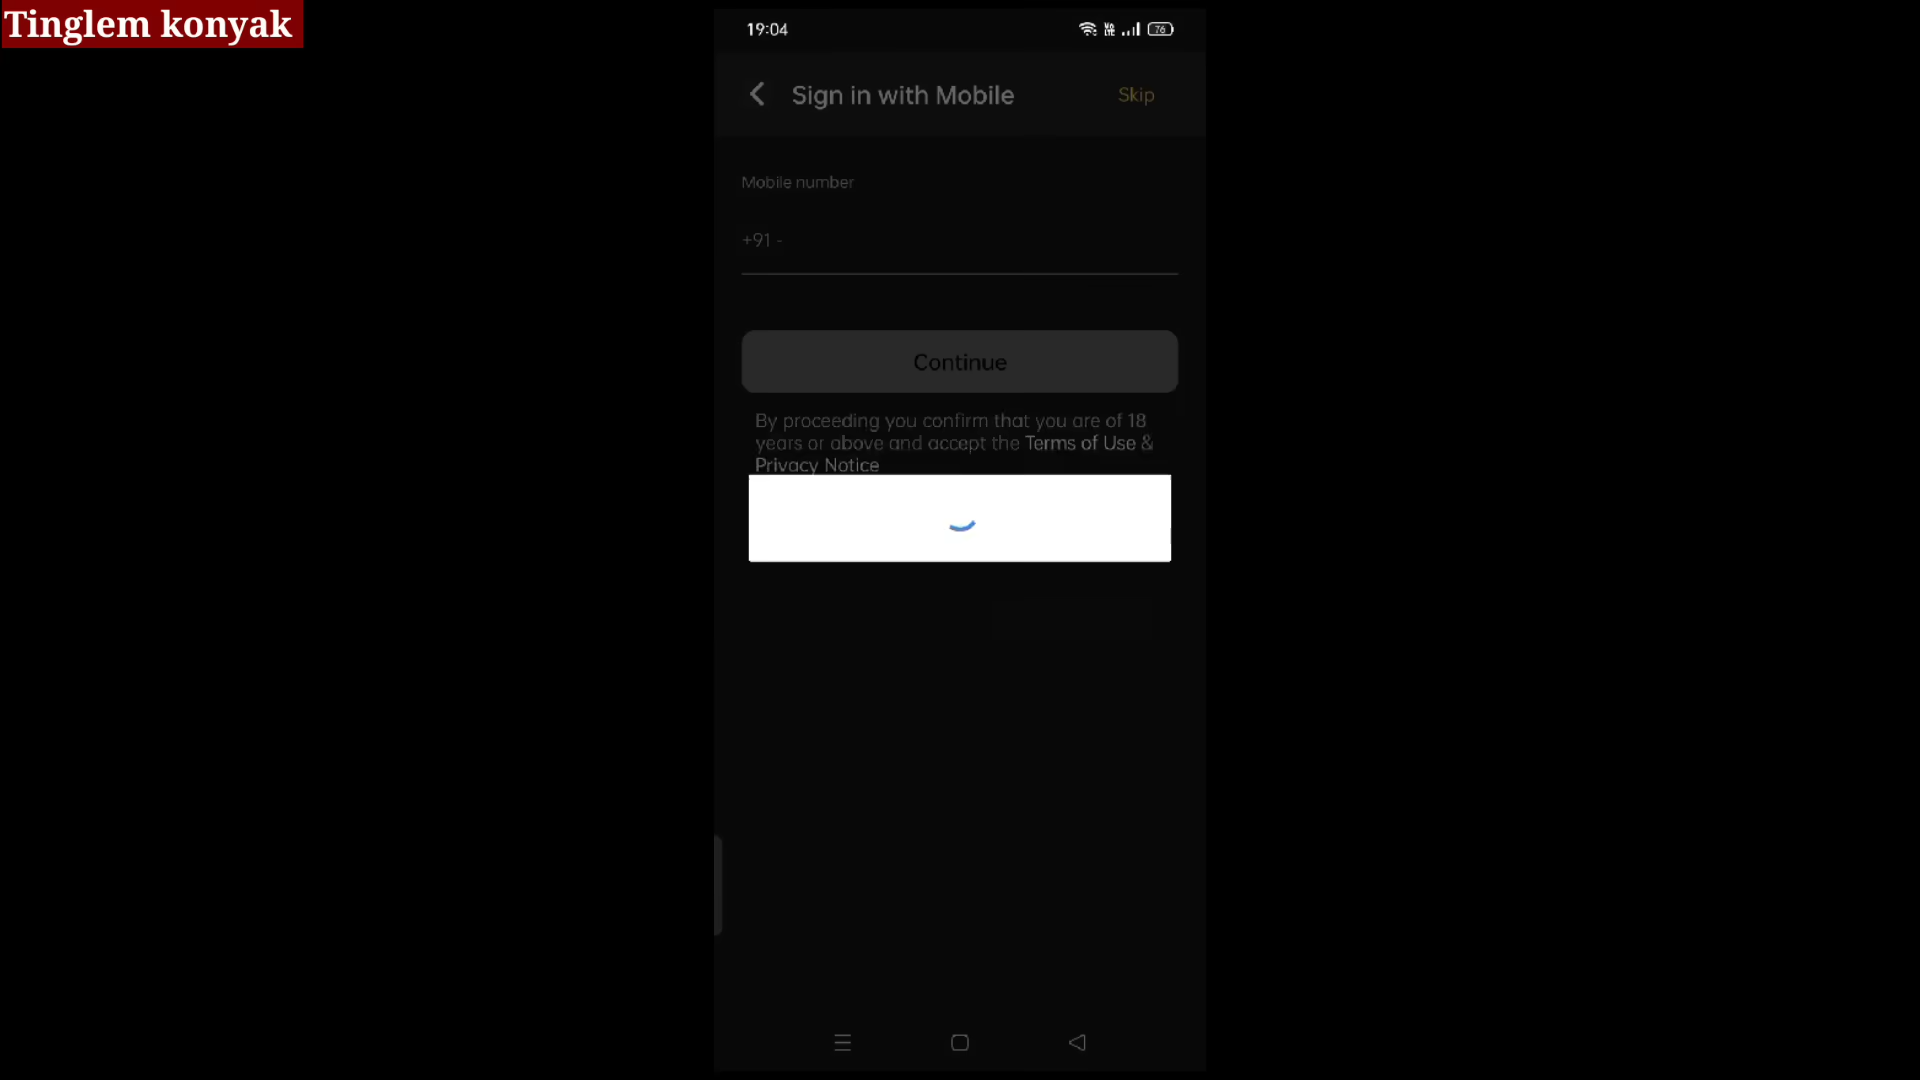 Tinglem konyak
19:04
76
Sign in with Mobile
Skip
Mobile number
+91 -
Continue
By proceeding you confirm that you are of 18
years or above and accept the Terms of Use &
Privacy Notice